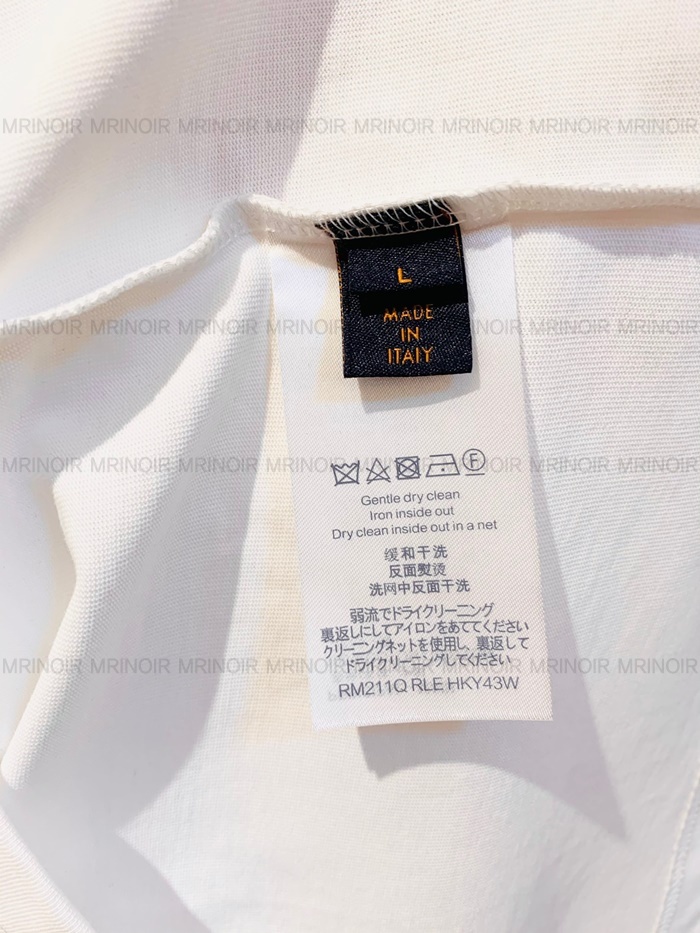 MRINOIR MRINOIR MRINOIR MRINOIR MRINOIR MRINOIR MRINOIR MRINOIR
L
MADE
IN
ITALY
MRINOIR MRINOIR MRINOIR MRINOIR MRINOIR MRINOIR MRINOIR MRINOIR
MRINOIR MRINOIR MRINOIR MRINOIR MRINOIR MRINOIR MRINOIR MRINOIR
F
Gentle dry clean
Iron inside out
Dry clean inside out in a net
缓和干洗
反面熨烫
洗网中反面干洗
弱流でドライクリーニング
裏返しにしてアイロンをあててください
クリーニングネットを使用し、裏返して
ドライクリーニングしてください
MRINOIR MRINOIR MRINOIR MRINOIR MRINOIR MRINOIR MRINOIR MRINOIR
RM211Q RLE HKY43W